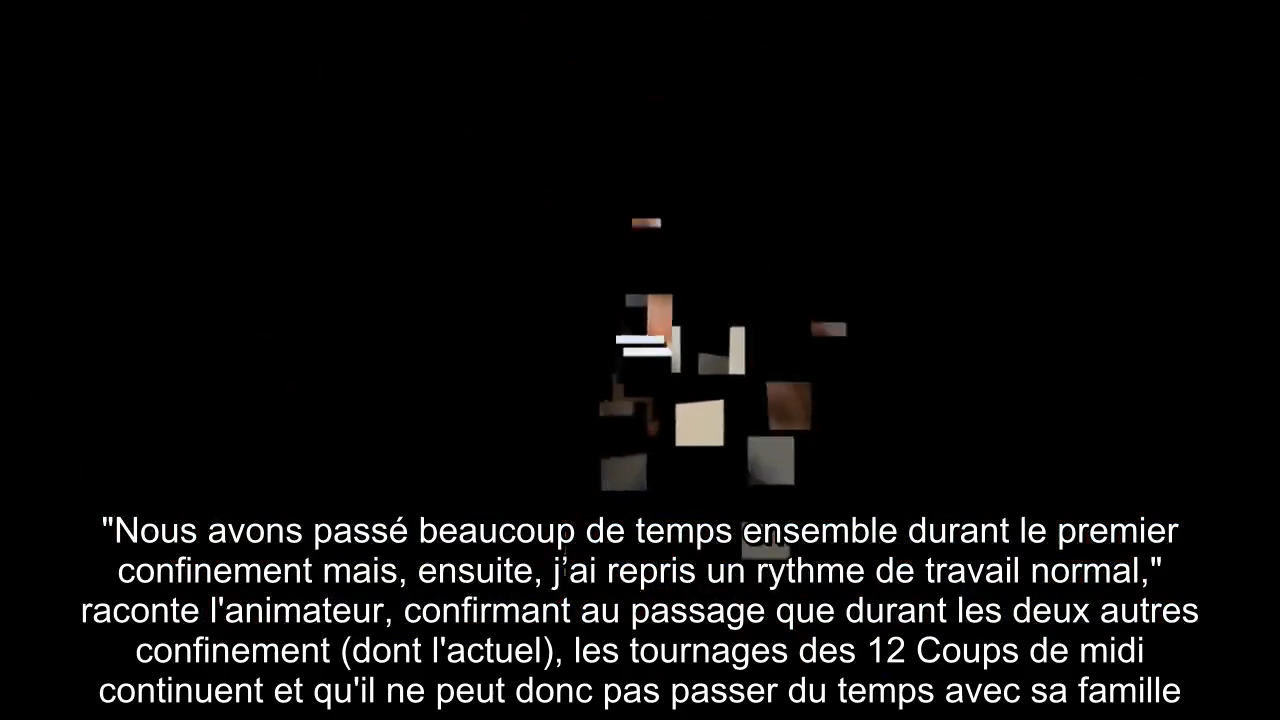 "Nous avons passé beaucoup de temps ensemble durant le premier
confinement mais, ensuite, j’ai repris un rythme de travail normal,"
raconte l'animateur, confirmant au passage que durant les deux autres
confinement (dont l'actuel), les tournages des 12 Coups de midi
continuent et qu'il ne peut donc pas passer du temps avec sa famille